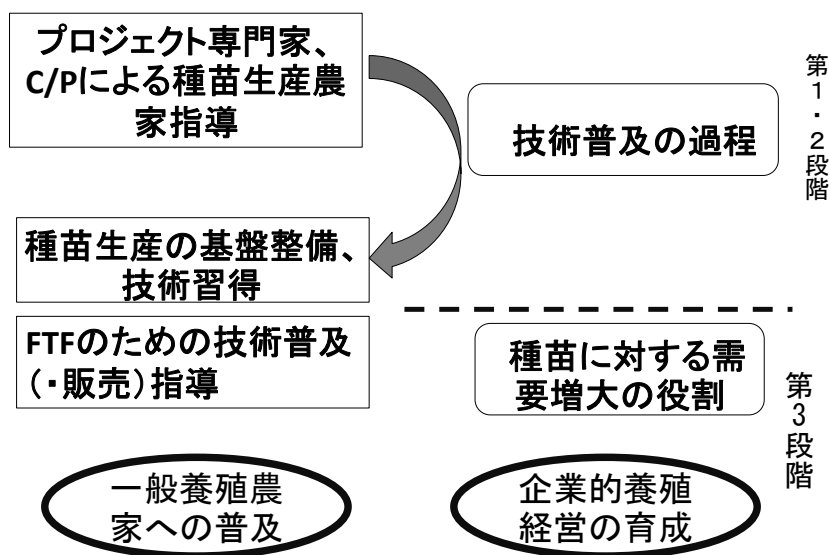 プロジェクト専門家、
C/Pによる種苗生産農
家指導
技術普及の過程
第1・2段階
種苗生産の基盤整備、
技術習得
FTFのための技術普及
(・販売)指導
種苗に対する需
要増大の役割
第3段階
一般養殖農
家への普及
企業的養殖
経営の育成